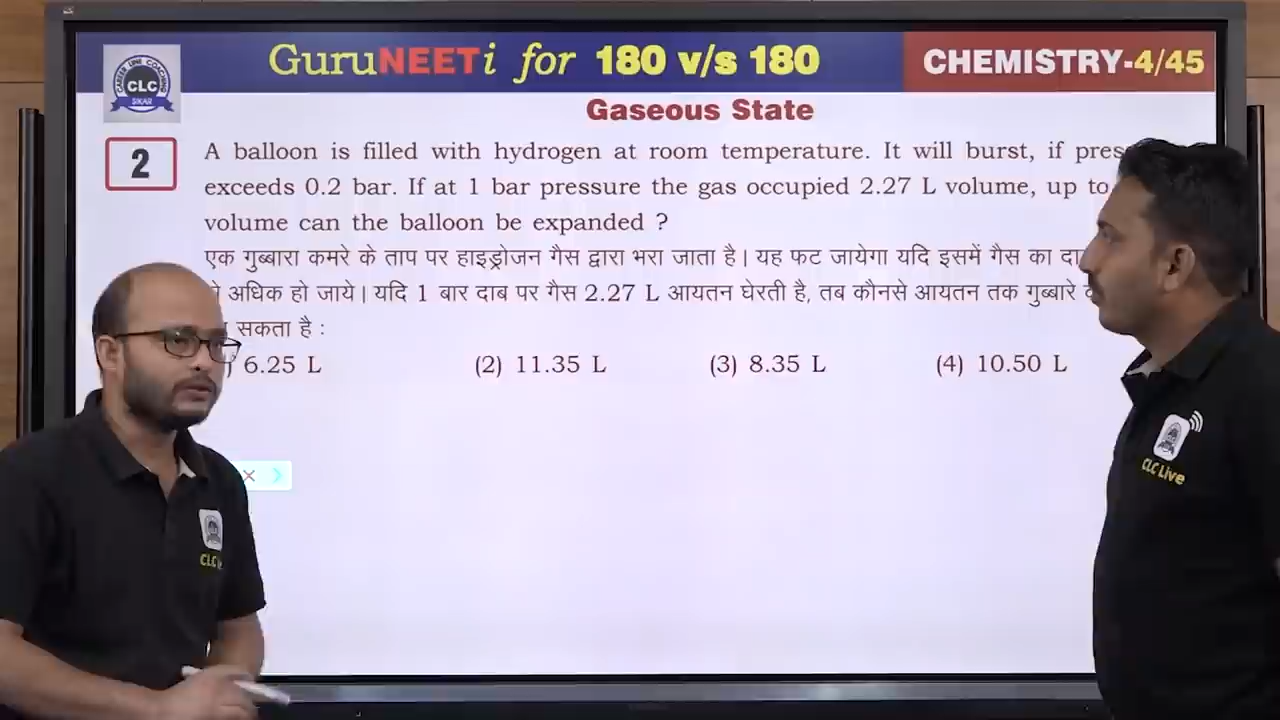 GuruNEETi for 180 v/s 180
CHEMISTRY-4/45
CAREER LINE COACHING
CLC
SIKAR
Gaseous State
2
A balloon is filled with hydrogen at room temperature. It will burst, if
exceeds 0.2 bar. If at 1 bar pressure the gas occupied 2.27 L volume, up to
volume can the balloon be expanded ?
एक गुब्बारा कमरे के ताप पर हाइड्रोजन गैस द्वारा भरा जाता है। यह फट जायेगा यदि इसमें गैस का
अधिक हो जाये। यदि 1 बार दाब पर गैस 2.27 L आयतन घेरती है, तब कौनसे आयतन तक गुब्बारे
सकता है :
6.25 L (2) 11.35 L (3) 8.35 L (4) 10.50 L
CLC
CLC Live